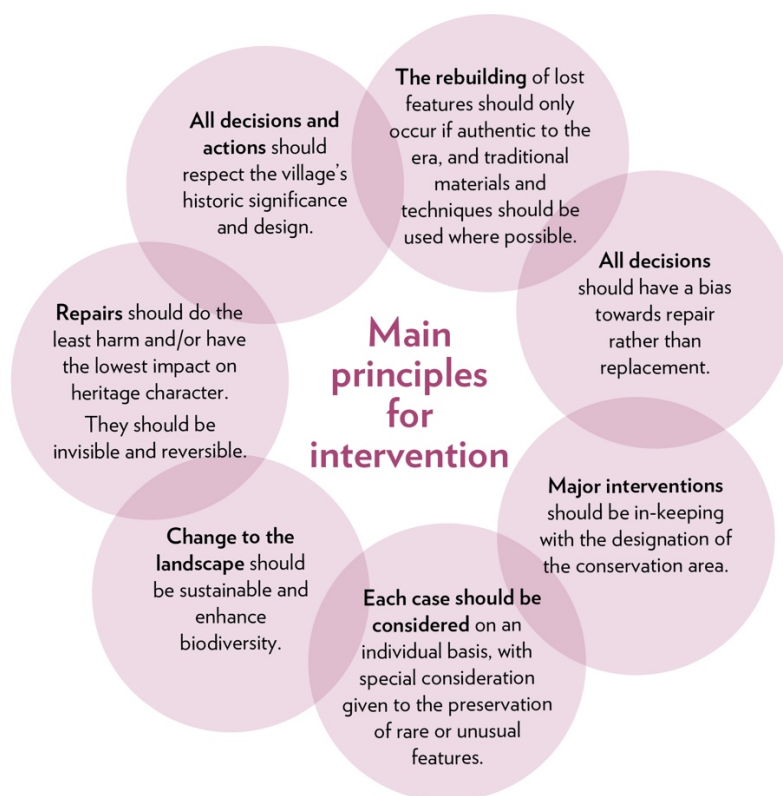 Main
principles
for
intervention
The rebuilding of lost
features should only
occur if authentic to the
era, and traditional
materials and
techniques should be
used where possible.
All decisions
should have a bias
towards repair
rather than
replacement.
Major interventions
should be in-keeping
with the designation of
the conservation area.
Each case should be
considered on an
individual basis, with
special consideration
given to the preservation
of rare or unusual
features.
Change to the
landscape should
be sustainable and
enhance
biodiversity.
Repairs should do the
least harm and/or have
the lowest impact on
heritage character.
They should be
invisible and reversible.
All decisions and
actions should
respect the village’s
historic significance
and design.